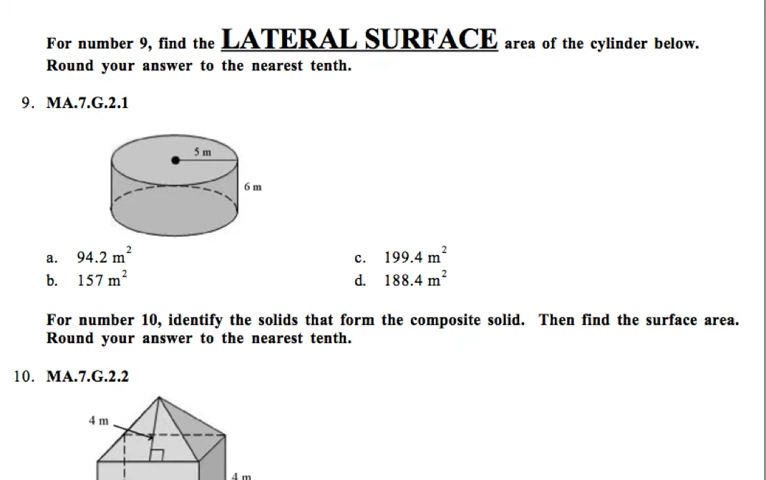 For number 9, find the LATERAL SURFACE area of the cylinder below.
Round your answer to the nearest tenth.
9. MA.7.G.2.1
5 m
6 m
a. 94.2 m²
c. 199.4 m²
b. 157 m²
d. 188.4 m²
For number 10, identify the solids that form the composite solid. Then find the surface area.
Round your answer to the nearest tenth.
10. MA.7.G.2.2
4 m
4 m